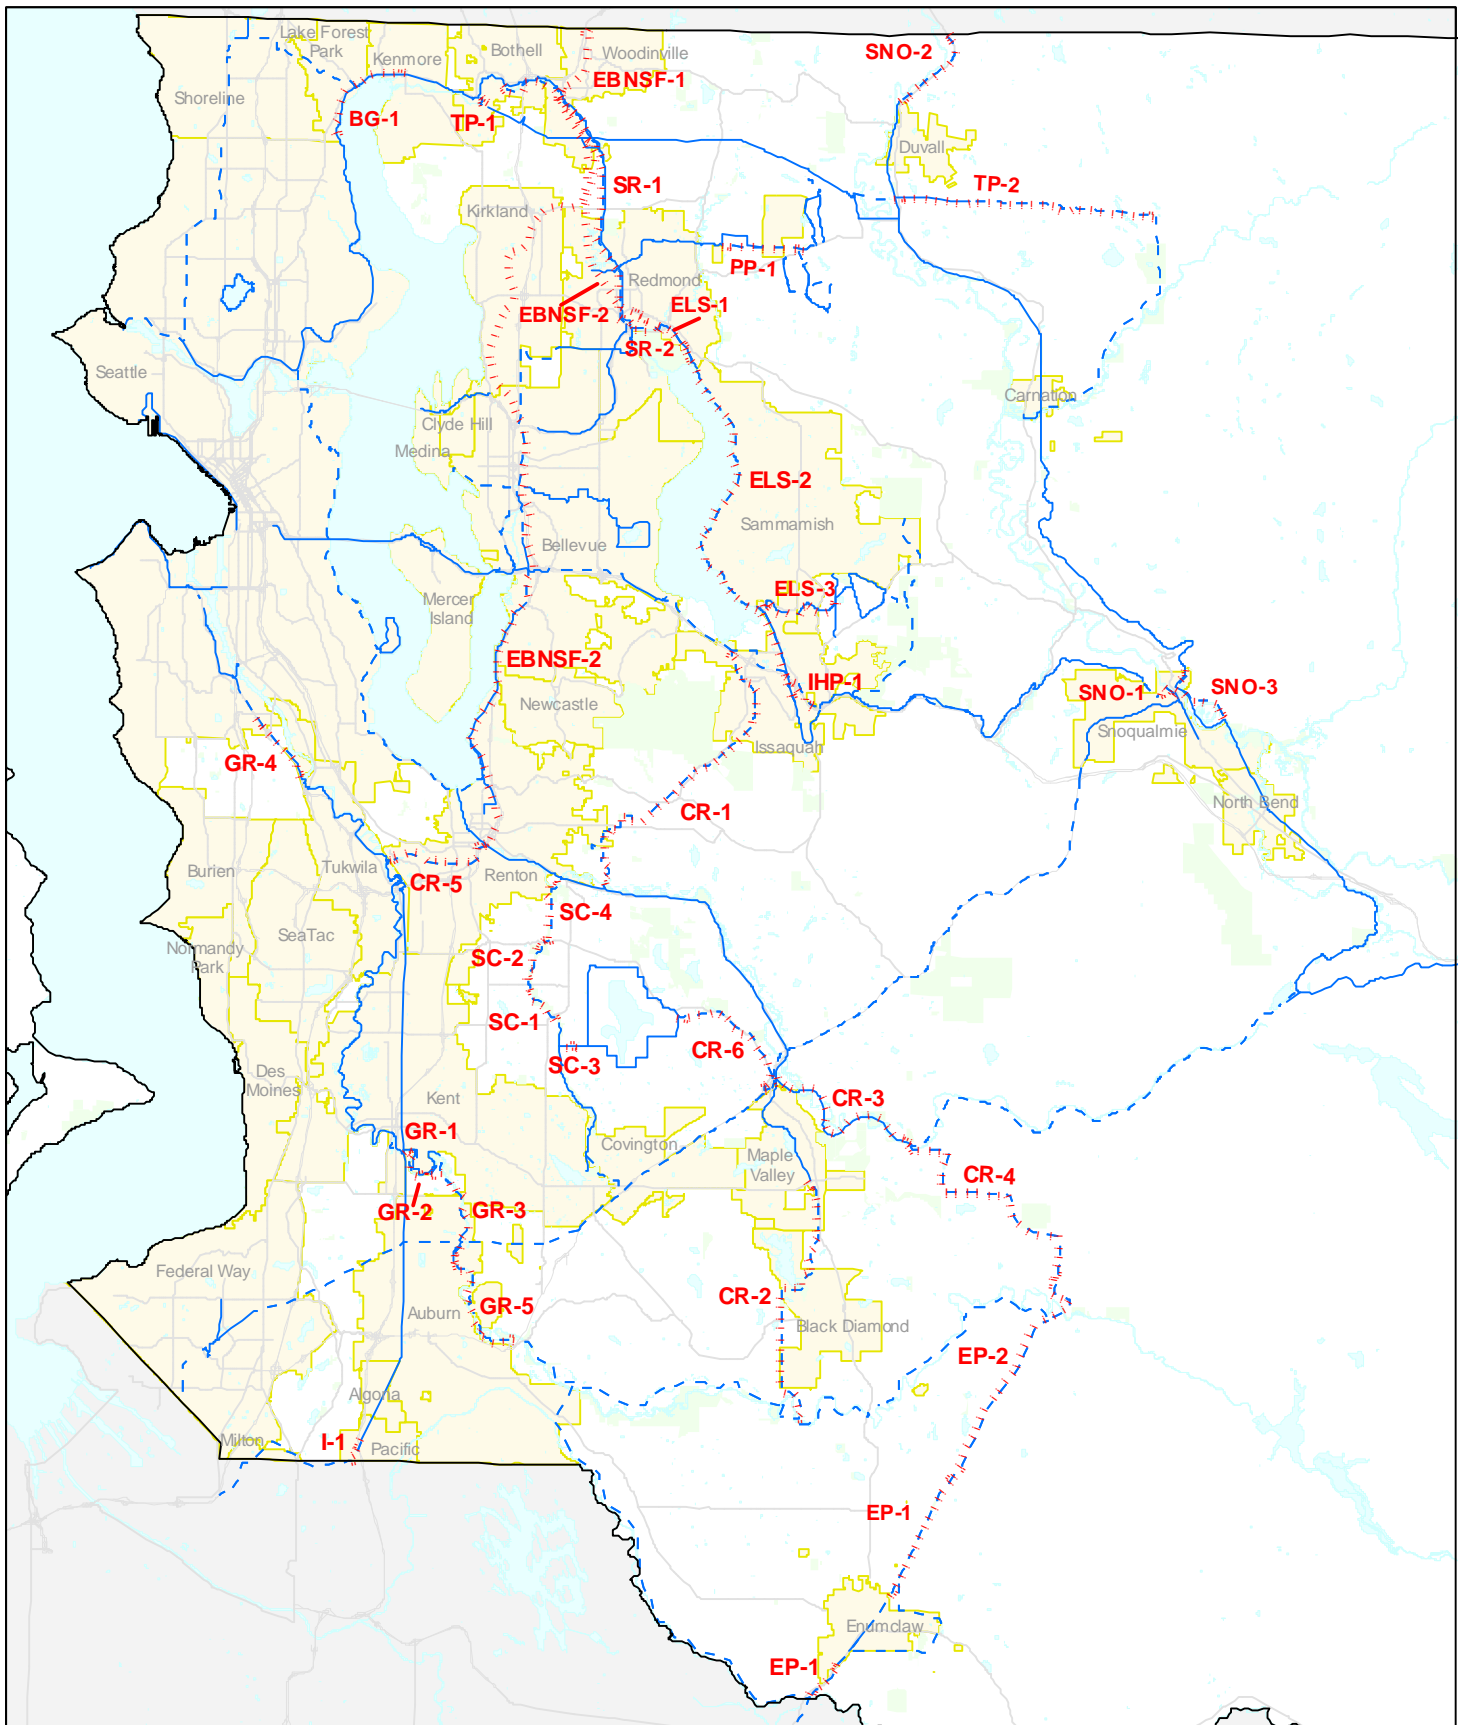 Lake Forest
Park
Kenmore
Bothell
Woodinville
SNO-2
EBNSF-1
Shoreline
BG-1
TP-1
Duvall
SR-1
TP-2
Kirkland
PP-1
Redmond
EBNSF-2
ELS-1
SR-2
Seattle
Carnation
Clyde Hill
Medina
ELS-2
Sammamish
Bellevue
ELS-3
Mercer
Island
EBNSF-2
IHP-1
SNO-1
SNO-3
Newcastle
Snoqualmie
Issaquah
GR-4
North Bend
CR-1
Burien
Tukwila
CR-5
Renton
SC-4
SeaTac
Normandy
Park
SC-2
SC-1
CR-6
SC-3
Des
Moines
Kent
CR-3
GR-1
Covington
Maple
Valley
CR-4
GR-2
GR-3
Federal Way
CR-2
GR-5
Auburn
Black Diamond
EP-2
Algona
I-1
Milton
Pacific
EP-1
Enumclaw
EP-1